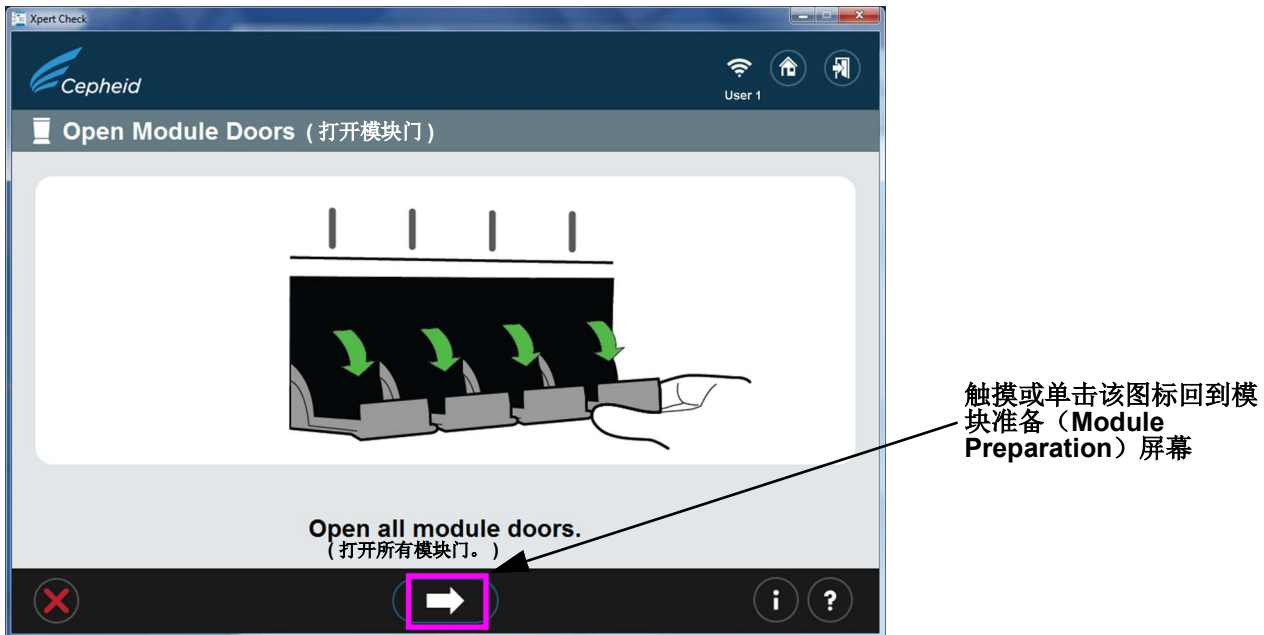 Xpert Check
Cepheid
User 1
Open Module Doors (打开模块门)
触摸或单击该图标回到模
块准备（Module
Preparation）屏幕
Open all module doors.
(打开所有模块门。)
i ?